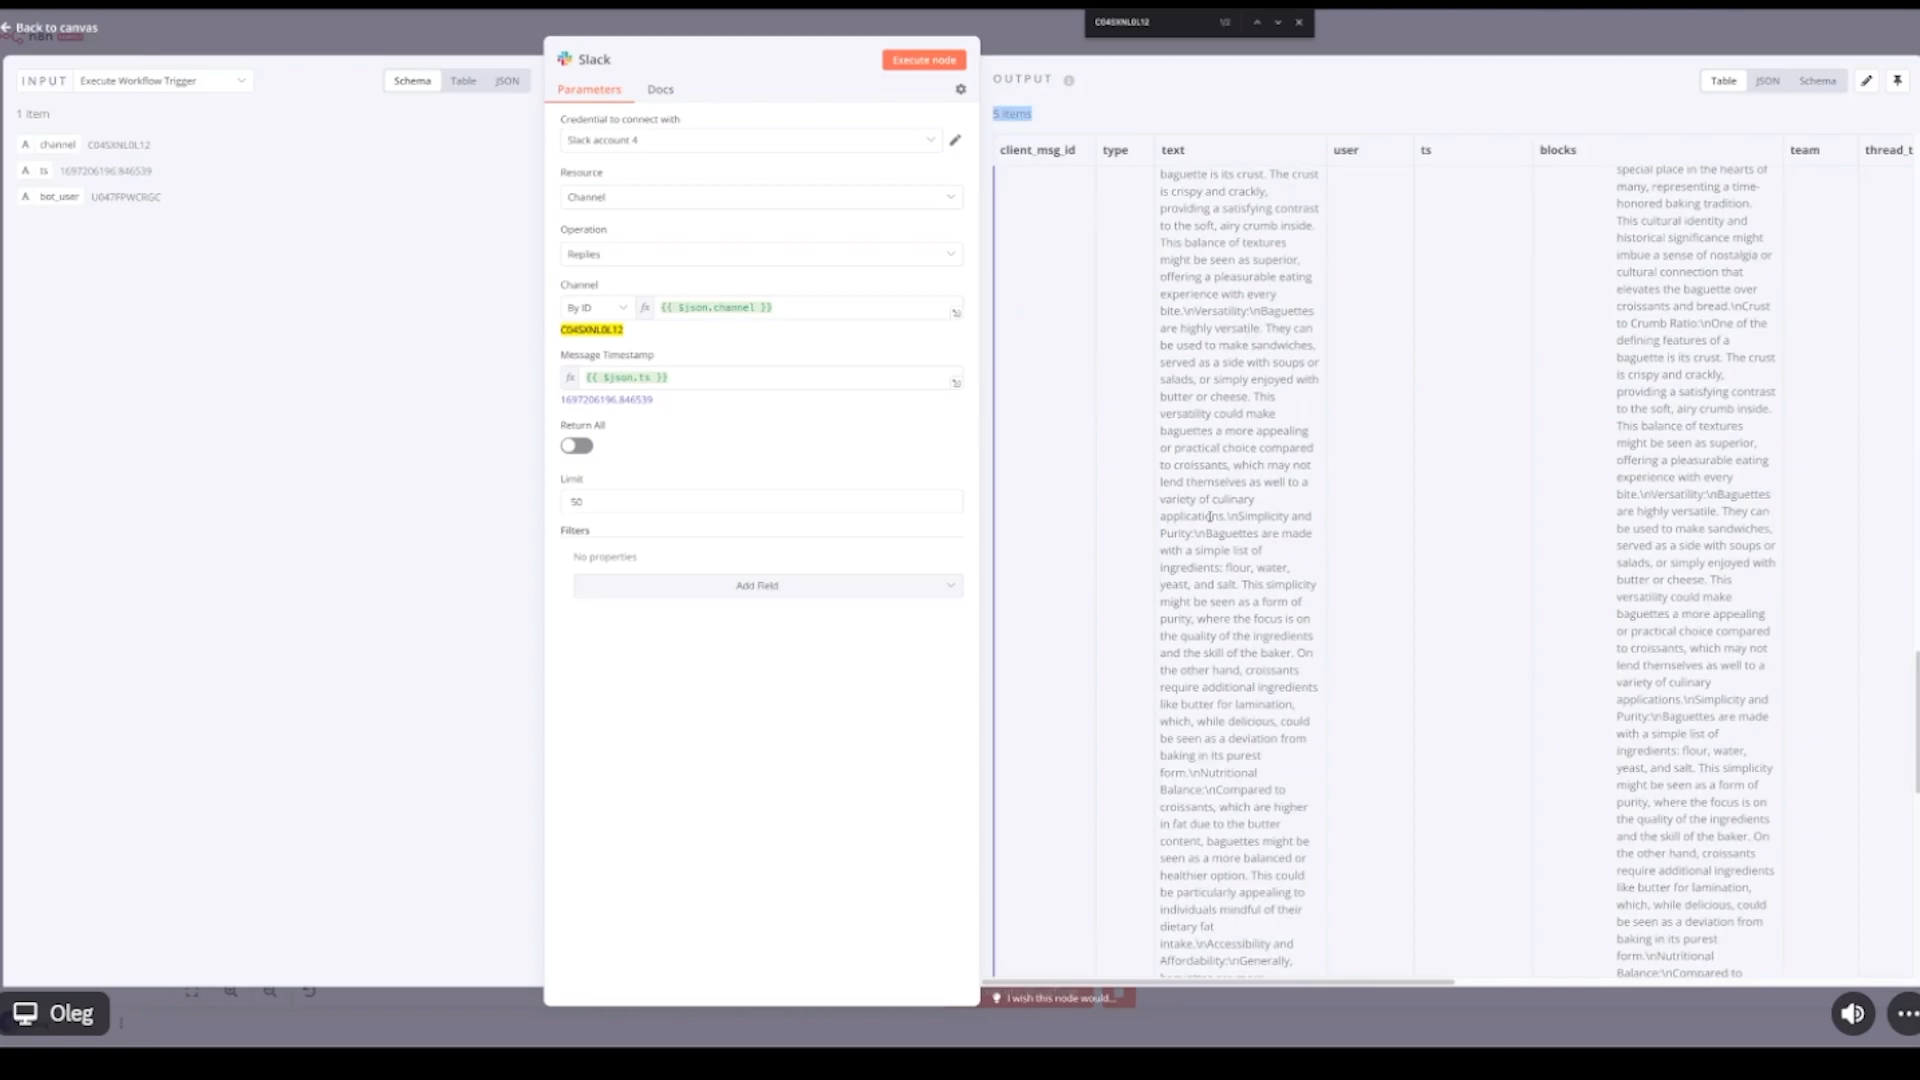 ← Back to canvas
n8n
C04SXNL0L12
1/2
INPUT
Execute Workflow Trigger
Schema
Table
JSON
1 item
A channel C04SXNL0L12
A ts 1697206196.846539
A bot_user U047FPWCRGC
Slack
Execute node
Parameters
Docs
Credential to connect with
Slack account 4
Resource
Channel
Operation
Replies
Channel
By ID
fx {{ $json.channel }}
C04SXNL0L12
Message Timestamp
fx {{ $json.ts }}
1697206196.846539
Return All
Limit
50
Filters
No properties
Add Field
OUTPUT
Table
JSON
Schema
5 items
client_msg_id type text user ts blocks team thread_t
baguette is its crust. The crust
is crispy and crackly,
providing a satisfying contrast
to the soft, airy crumb inside.
This balance of textures
might be seen as superior,
offering a pleasurable eating
experience with every
bite.\nVersatility:\nBaguettes
are highly versatile. They can
be used to make sandwiches,
served as a side with soups or
salads, or simply enjoyed with
butter or cheese. This
versatility could make
baguettes a more appealing
or practical choice compared
to croissants, which may not
lend themselves as well to a
variety of culinary
applications.\nSimplicity and
Purity:\nBaguettes are made
with a simple list of
ingredients: flour, water,
yeast, and salt. This simplicity
might be seen as a form of
purity, where the focus is on
the quality of the ingredients
and the skill of the baker. On
the other hand, croissants
require additional ingredients
like butter for lamination,
which, while delicious, could
be seen as a deviation from
baking in its purest
form.\nNutritional
Balance:\nCompared to
croissants, which are higher
in fat due to the butter
content, baguettes might be
seen as a more balanced or
healthier option. This could
be particularly appealing to
individuals mindful of their
dietary fat
intake.\nAccessibility and
Affordability:\nGenerally,
special place in the hearts of
many, representing a time-
honored baking tradition.
This cultural identity and
historical significance might
imbue a sense of nostalgia or
cultural connection that
elevates the baguette over
croissants and bread.\nCrust
to Crumb Ratio:\nOne of the
defining features of a
baguette is its crust. The crust
is crispy and crackly,
providing a satisfying contrast
to the soft, airy crumb inside.
This balance of textures
might be seen as superior,
offering a pleasurable eating
experience with every
bite.\nVersatility:\nBaguettes
are highly versatile. They can
be used to make sandwiches,
served as a side with soups or
salads, or simply enjoyed with
butter or cheese. This
versatility could make
baguettes a more appealing
or practical choice compared
to croissants, which may not
lend themselves as well to a
variety of culinary
applications.\nSimplicity and
Purity:\nBaguettes are made
with a simple list of
ingredients: flour, water,
yeast, and salt. This simplicity
might be seen as a form of
purity, where the focus is on
the quality of the ingredients
and the skill of the baker. On
the other hand, croissants
require additional ingredients
like butter for lamination,
which, while delicious, could
be seen as a deviation from
baking in its purest
form.\nNutritional
Balance:\nCompared to
I wish this node would...
Oleg